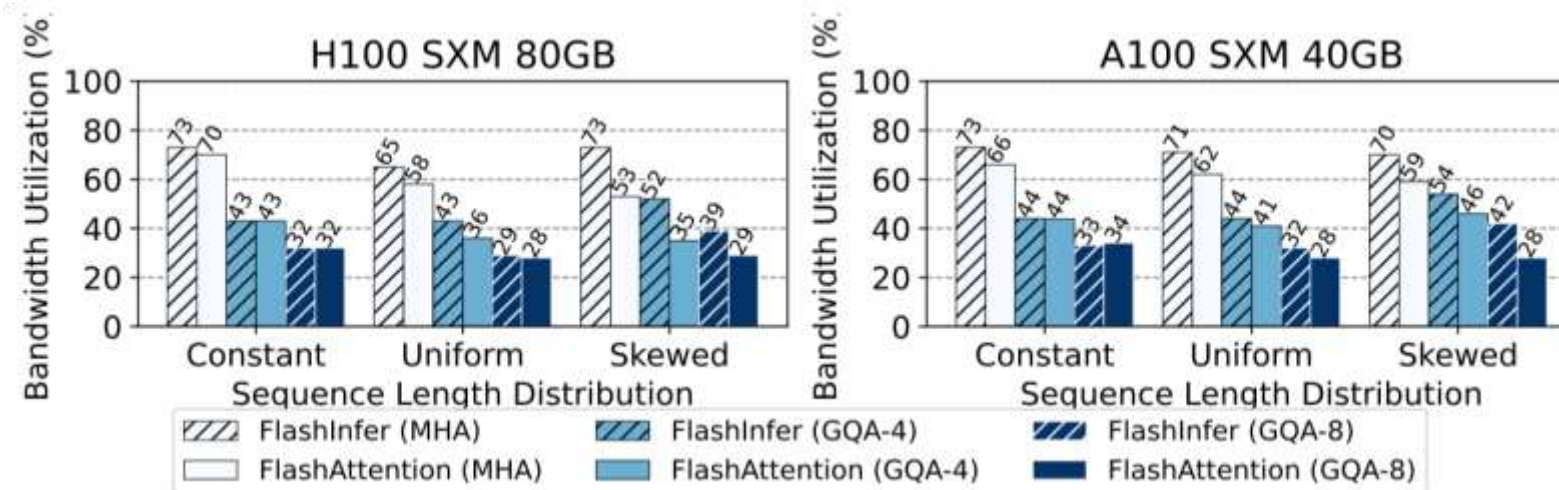 H100 SXM 80GB
Bandwidth Utilization (%
100
80
60
40
20
0
73 70 43 43 32 32
65 58 43 36 29 28
73 53 52 35 39 29
Constant Uniform Skewed
Sequence Length Distribution
A100 SXM 40GB
Bandwidth Utilization (%
100
80
60
40
20
0
73 66 44 44 33 34
71 62 44 41 32 28
70 59 54 46 42 28
Constant Uniform Skewed
Sequence Length Distribution
FlashInfer (MHA) FlashInfer (GQA-4) FlashInfer (GQA-8)
FlashAttention (MHA) FlashAttention (GQA-4) FlashAttention (GQA-8)